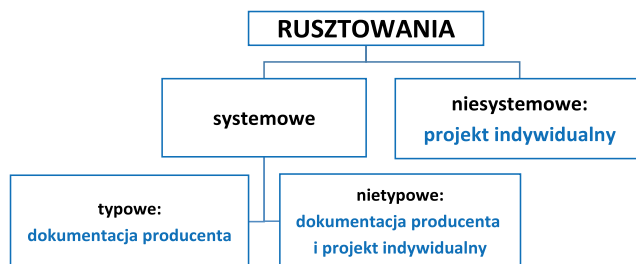 RUSZTOWANIA
systemowe
niesystemowe:
projekt indywidualny
typowe:
dokumentacja producenta
nietypowe:
dokumentacja producenta
i projekt indywidualny